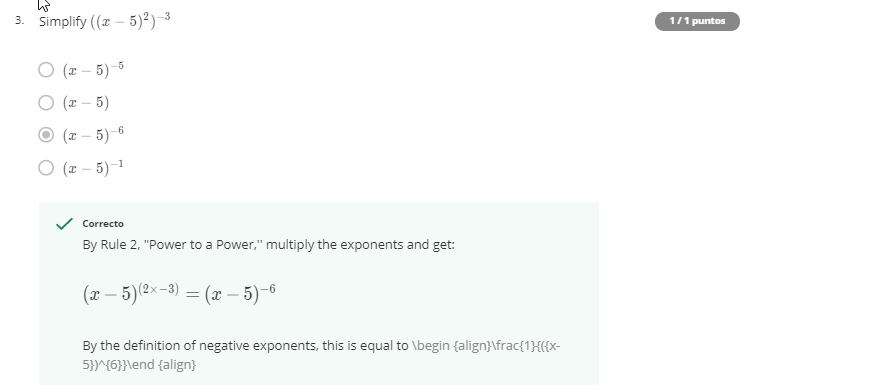 3. Simplify ((x − 5)²)⁻³
1 / 1 puntos
(x − 5)⁻⁵
(x − 5)
(x − 5)⁻⁶
(x − 5)⁻¹
Correcto
By Rule 2, "Power to a Power," multiply the exponents and get:
(x − 5)⁽²ˣ⁻³⁾ = (x − 5)⁻⁶
By the definition of negative exponents, this is equal to \begin {align}\frac{1}{({x-
5})^{6}}\end {align}